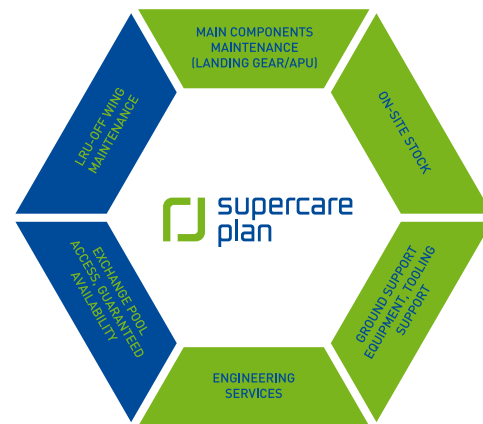 MAIN COMPONENTS
MAINTENANCE
(LANDING GEAR/APU)
ON-SITE STOCK
GROUND SUPPORT
EQUIPMENT, TOOLING
SUPPORT
ENGINEERING
SERVICES
EXCHANGE POOL
ACCESS, GUARANTEED
AVAILABILITY
LRU-OFF WING
MAINTENANCE
supercare
plan